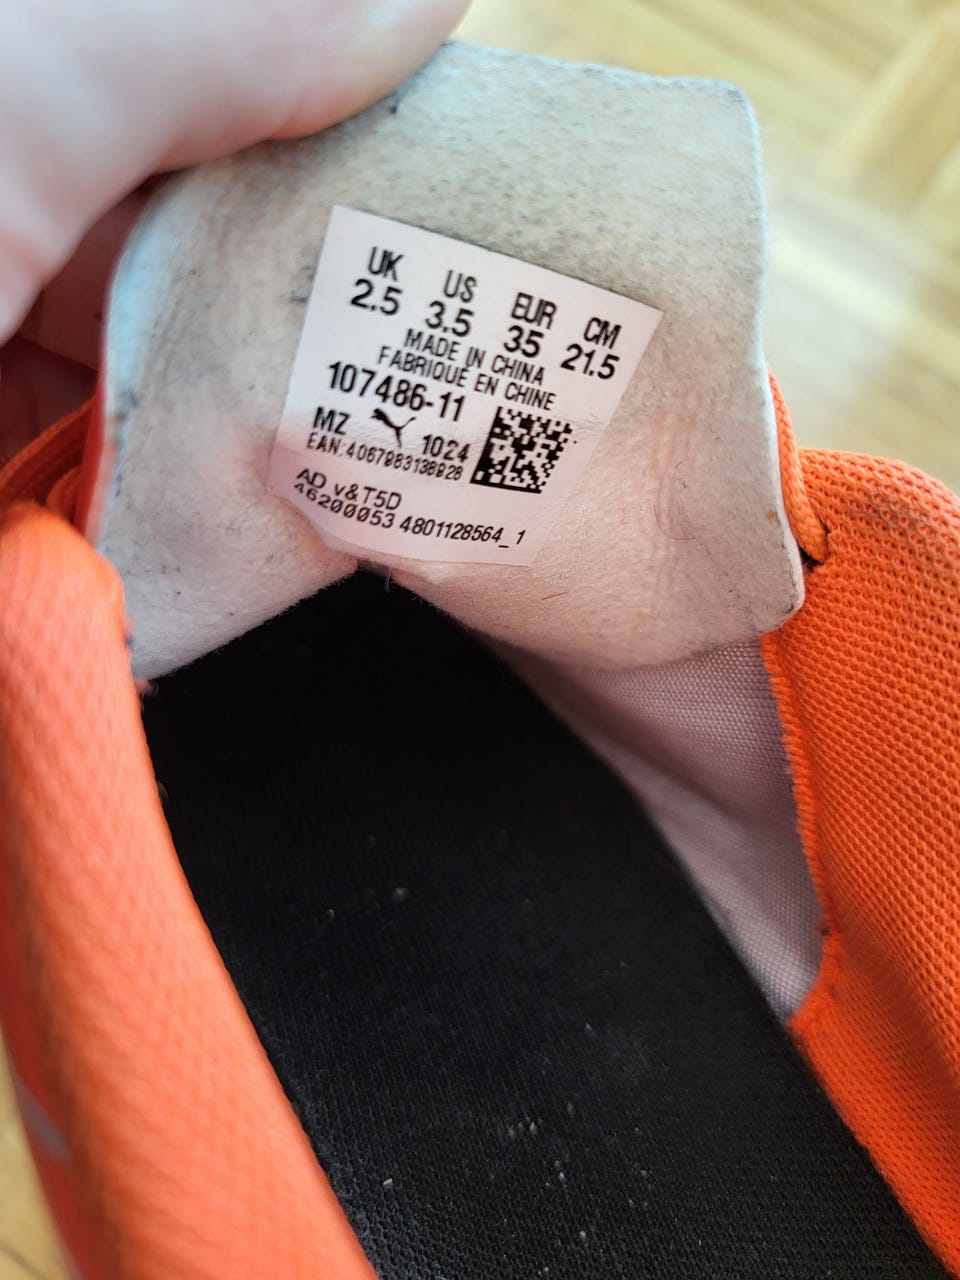 UK US EUR CM
2.5 3.5 35 21.5
MADE IN CHINA
FABRIQUÉ EN CHINE
107486-11
MZ 1024
EAN:4067983138928
AD v&T5D
46200053 4801128564_1